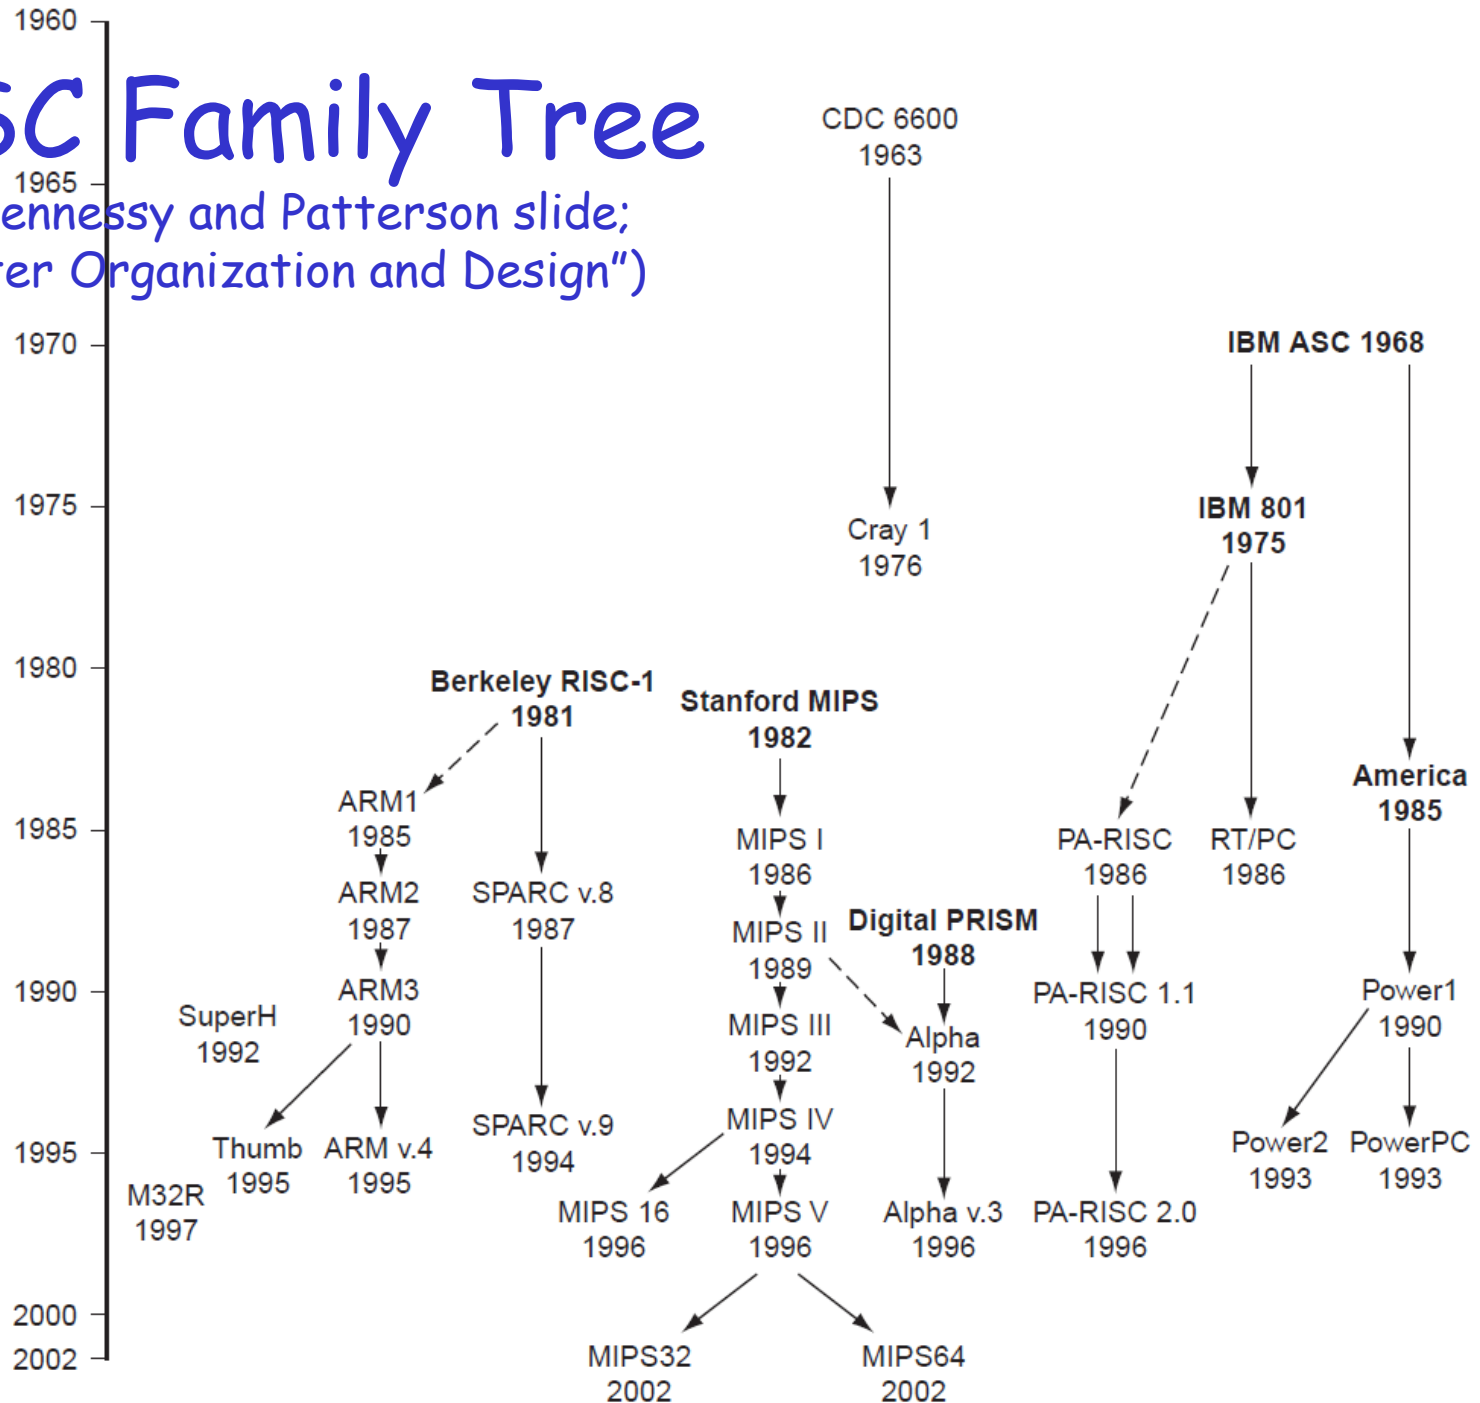 1960
SC Family Tree
CDC 6600
1963
1965
ennessy and Patterson slide;
ter Organization and Design")
1970
IBM ASC 1968
1975
IBM 801
1975
Cray 1
1976
1980
Berkeley RISC-1
1981
Stanford MIPS
1982
America
1985
ARM1
1985
1985
MIPS I
1986
PA-RISC
1986
RT/PC
1986
ARM2
1987
SPARC v.8
1987
MIPS II
1989
Digital PRISM
1988
1990
ARM3
1990
PA-RISC 1.1
1990
Power1
1990
SuperH
1992
MIPS III
1992
Alpha
1992
MIPS IV
1994
SPARC v.9
1994
1995
Thumb
1995
ARM v.4
1995
Power2
1993
PowerPC
1993
M32R
1997
MIPS 16
1996
MIPS V
1996
Alpha v.3
1996
PA-RISC 2.0
1996
2000
2002
MIPS32
2002
MIPS64
2002